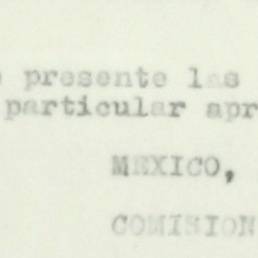 presente las
particular apr
MEXICO,
COMISION